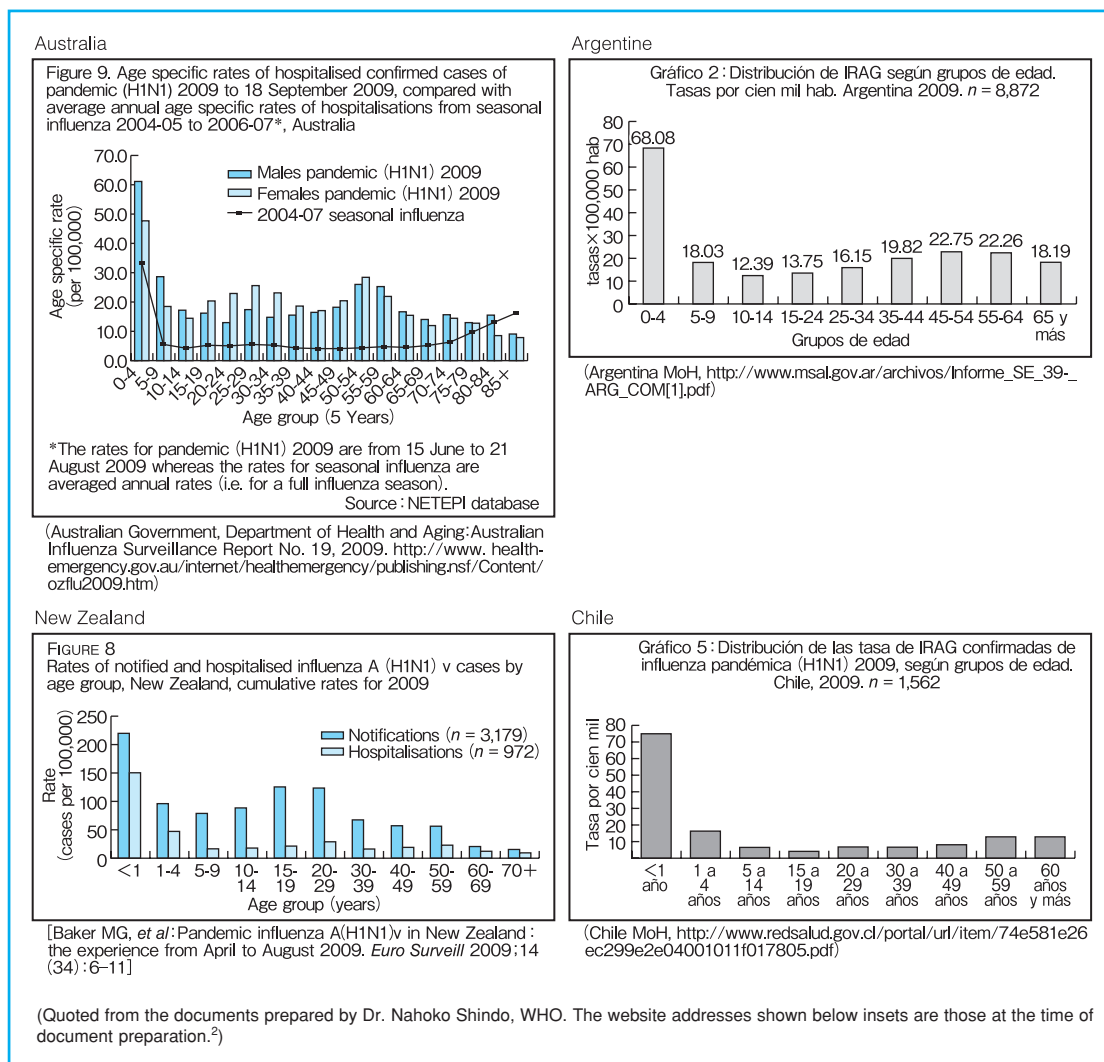 Australia
Figure 9. Age specific rates of hospitalised confirmed cases of
pandemic (H1N1) 2009 to 18 September 2009, compared with
average annual age specific rates of hospitalisations from seasonal
influenza 2004-05 to 2006-07*, Australia
Age specific rate
(per 100,000)
70.0
60.0
50.0
40.0
30.0
20.0
10.0
0.0
Males pandemic (H1N1) 2009
Females pandemic (H1N1) 2009
2004-07 seasonal influenza
0-4
5-9
10-14
15-19
20-24
25-29
30-34
35-39
40-44
45-49
50-54
55-59
60-64
65-69
70-74
75-79
80-84
85+
Age group (5 Years)
*The rates for pandemic (H1N1) 2009 are from 15 June to 21
August 2009 whereas the rates for seasonal influenza are
averaged annual rates (i.e. for a full influenza season).
Source : NETEPI database
(Australian Government, Department of Health and Aging:Australian
Influenza Surveillance Report No. 19, 2009. http://www. health-
emergency.gov.au/internet/healthemergency/publishing.nsf/Content/
ozflu2009.htm)
Argentine
Gráfico 2 : Distribución de IRAG según grupos de edad.
Tasas por cien mil hab. Argentina 2009. n = 8,872
tasas×100,000 hab
80
70
60
50
40
30
20
10
0
68.08
18.03
12.39
13.75
16.15
19.82
22.75
22.26
18.19
0-4 5-9 10-14 15-24 25-34 35-44 45-54 55-64 65 y
más
Grupos de edad
(Argentina MoH, http://www.msal.gov.ar/archivos/Informe_SE_39-_
ARG_COM[1].pdf)
New Zealand
FIGURE 8
Rates of notified and hospitalised influenza A (H1N1) v cases by
age group, New Zealand, cumulative rates for 2009
Rate
(cases per 100,000)
250
200
150
100
50
0
Notifications (n = 3,179)
Hospitalisations (n = 972)
<1 1-4 5-9 10- 15- 20- 30- 40- 50- 60- 70+
14 19 29 39 49 59 69
Age group (years)
[Baker MG, et al : Pandemic influenza A(H1N1)v in New Zealand :
the experience from April to August 2009. Euro Surveill 2009 ; 14
(34) : 6–11]
Chile
Gráfico 5 : Distribución de las tasa de IRAG confirmadas de
influenza pandémica (H1N1) 2009, según grupos de edad.
Chile, 2009. n = 1,562
Tasa por cien mil
80
70
60
50
40
30
20
10
<1 1 a 5 a 15 a 20 a 30 a 40 a 50 a 60
año 4 14 19 29 39 49 59 años
años años años años años años años y más
(Chile MoH, http://www.redsalud.gov.cl/portal/url/item/74e581e26
ec299e2e04001011f017805.pdf)
(Quoted from the documents prepared by Dr. Nahoko Shindo, WHO. The website addresses shown below insets are those at the time of
document preparation.²)